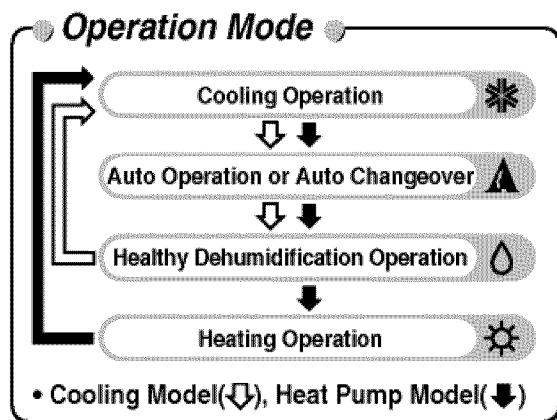 Operation Mode
Cooling Operation
Auto Operation or Auto Changeover
Healthy Dehumidification Operation
Heating Operation
• Cooling Model(⇩), Heat Pump Model(⬇)